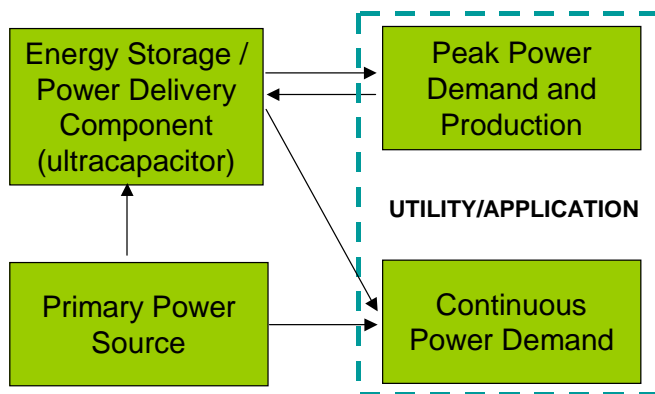 Energy Storage /
Power Delivery
Component
(ultracapacitor)
Peak Power
Demand and
Production
UTILITY/APPLICATION
Primary Power
Source
Continuous
Power Demand